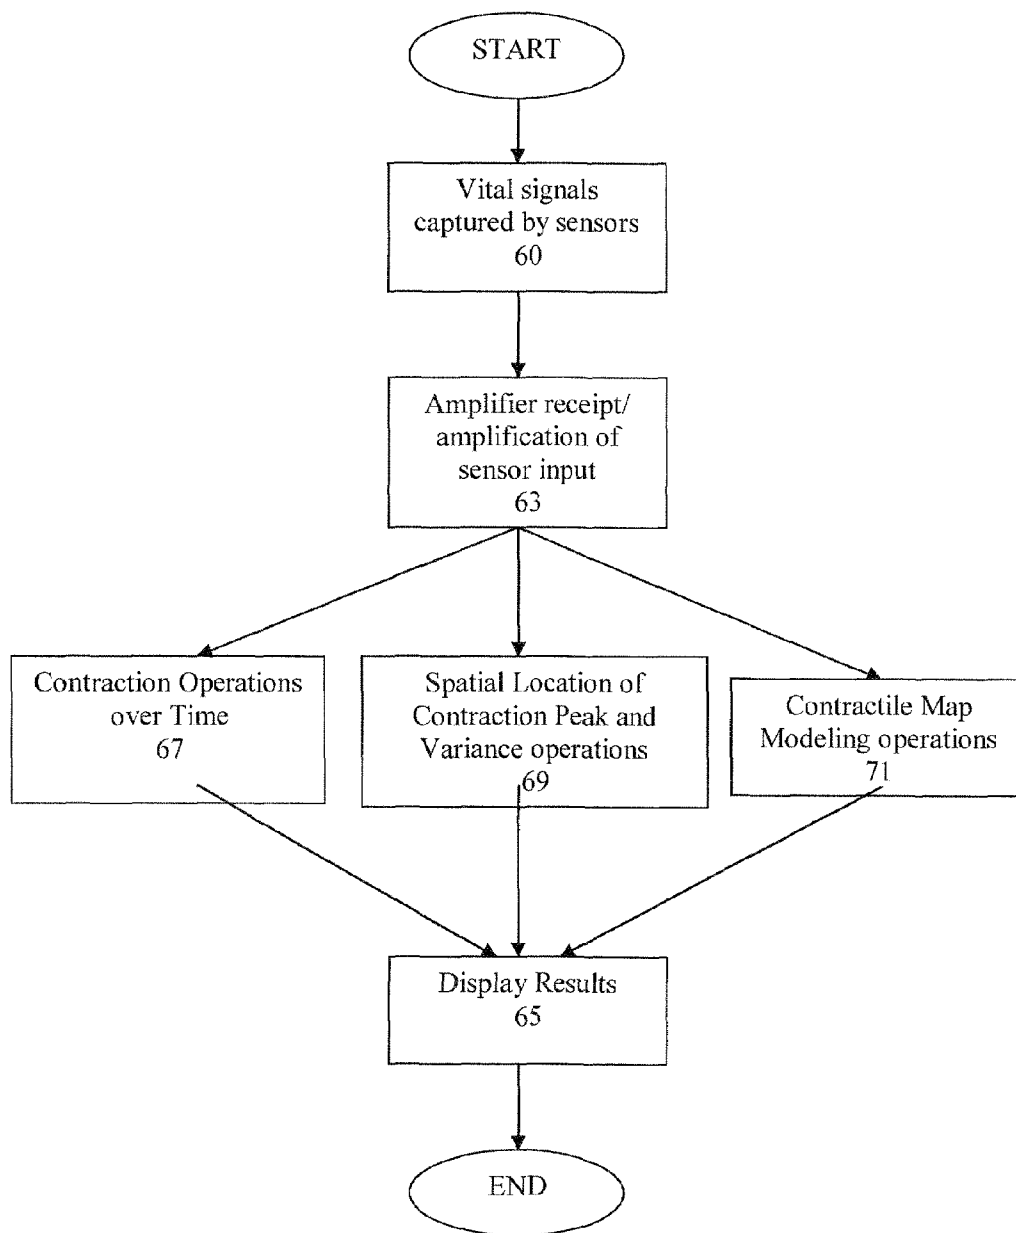 START
Vital signals
captured by sensors
60
Amplifier receipt/
amplification of
sensor input
63
Contraction Operations
over Time
67
Spatial Location of
Contraction Peak and
Variance operations
69
Contractile Map
Modeling operations
71
Display Results
65
END